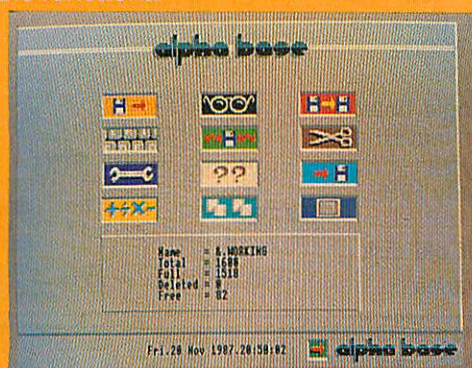 alpha base
??
Name = &.WORKING
Total = 1600
Full = 1518
Deleted = 0
Free = 82
Fri.20 Nov 1987.20:50:02
alpha base